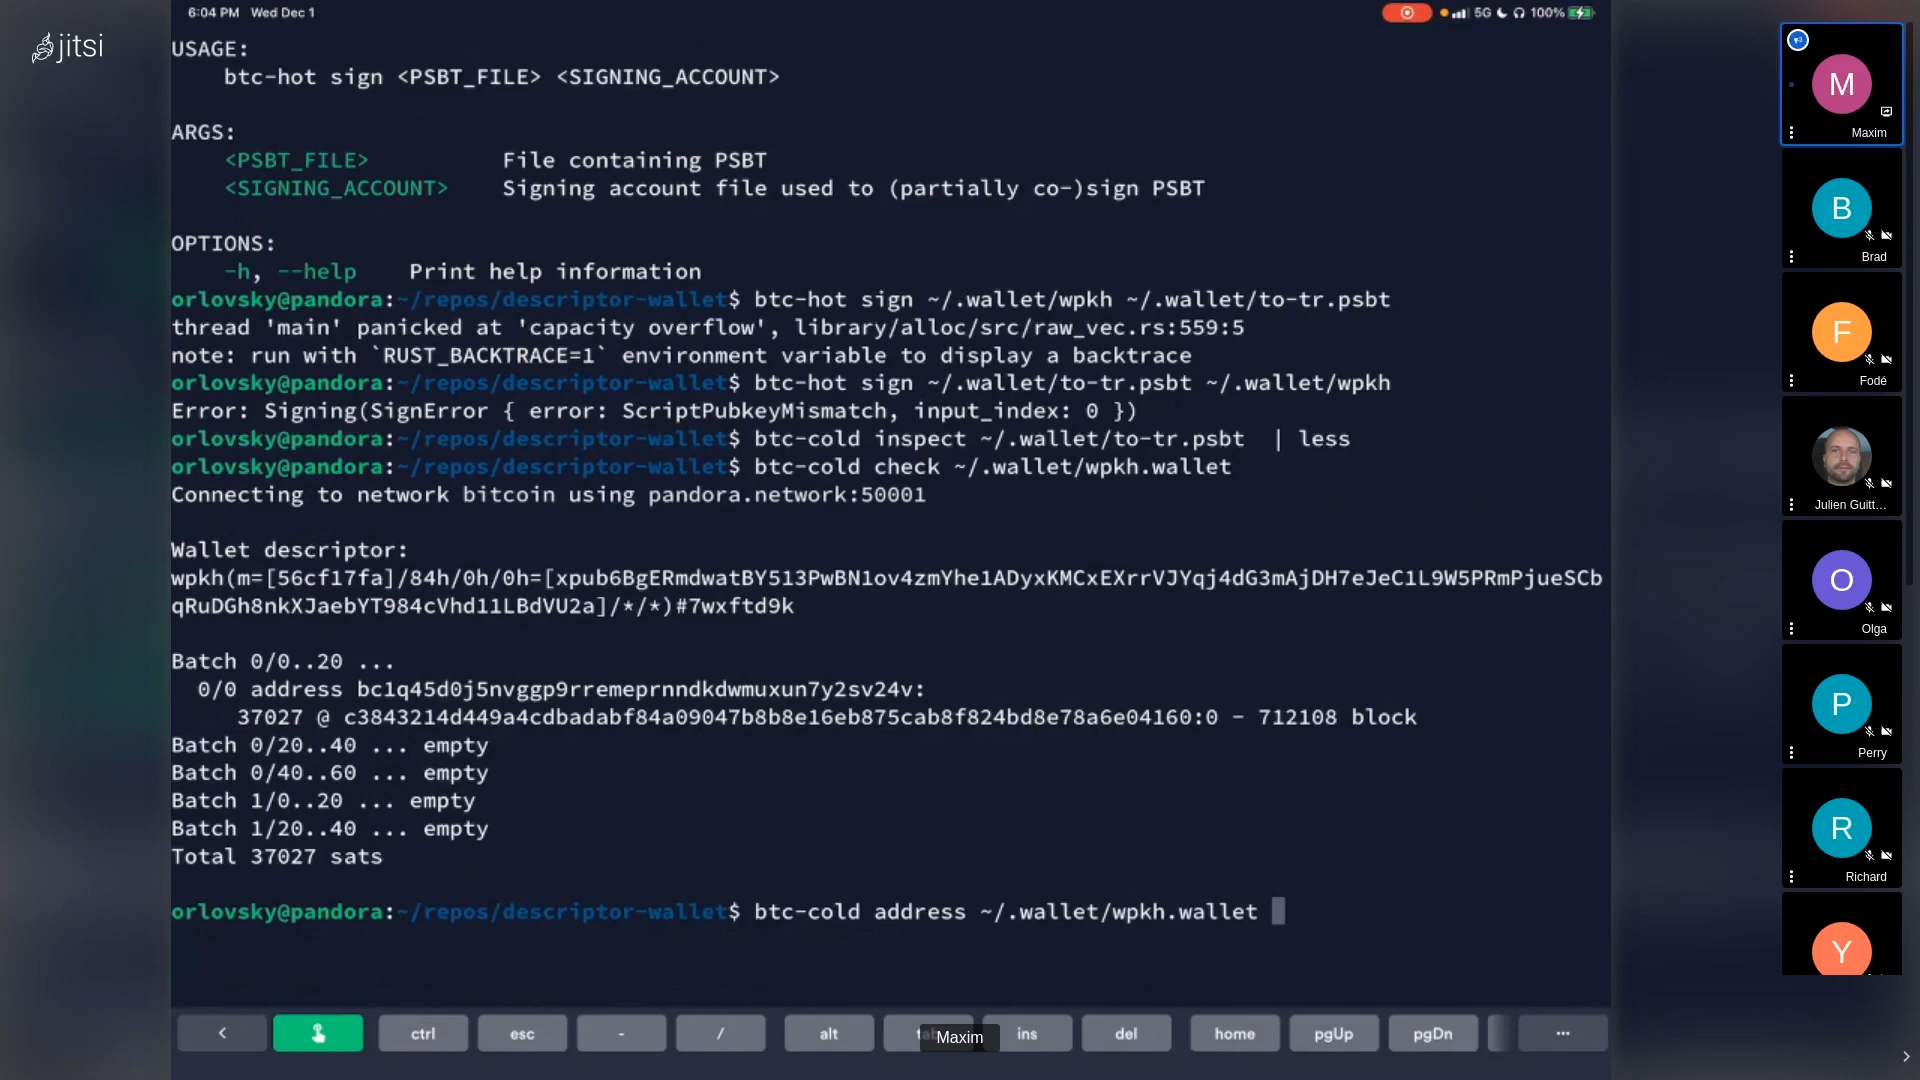 6:04 PM Wed Dec 1
5G 100%
jitsi
USAGE:
btc-hot sign <PSBT_FILE> <SIGNING_ACCOUNT>
ARGS:
<PSBT_FILE> File containing PSBT
<SIGNING_ACCOUNT> Signing account file used to (partially co-)sign PSBT
OPTIONS:
-h, --help Print help information
orlovsky@pandora:~/repos/descriptor-wallet$ btc-hot sign ~/.wallet/wpkh ~/.wallet/to-tr.psbt
thread 'main' panicked at 'capacity overflow', library/alloc/src/raw_vec.rs:559:5
note: run with `RUST_BACKTRACE=1` environment variable to display a backtrace
orlovsky@pandora:~/repos/descriptor-wallet$ btc-hot sign ~/.wallet/to-tr.psbt ~/.wallet/wpkh
Error: Signing(SignError { error: ScriptPubkeyMismatch, input_index: 0 })
orlovsky@pandora:~/repos/descriptor-wallet$ btc-cold inspect ~/.wallet/to-tr.psbt | less
orlovsky@pandora:~/repos/descriptor-wallet$ btc-cold check ~/.wallet/wpkh.wallet
Connecting to network bitcoin using pandora.network:50001
Wallet descriptor:
wpkh(m=[56cf17fa]/84h/0h/0h=[xpub6BgERmdwatBY513PwBN1ov4zmYhe1ADyxKMCxEXrrVJYqj4dG3mAjDH7eJeC1L9W5PRmPjueSCb
qRuDGh8nkXJaebYT984cVhd11LBdVU2a]/*/*)#7wxftd9k
Batch 0/0..20 ...
0/0 address bc1q45d0j5nvggp9rremeprnndkdwmuxun7y2sv24v:
37027 @ c3843214d449a4cdbadabf84a09047b8b8e16eb875cab8f824bd8e78a6e04160:0 - 712108 block
Batch 0/20..40 ... empty
Batch 0/40..60 ... empty
Batch 1/0..20 ... empty
Batch 1/20..40 ... empty
Total 37027 sats
orlovsky@pandora:~/repos/descriptor-wallet$ btc-cold address ~/.wallet/wpkh.wallet
< ctrl esc - / alt ins del home pgUp pgDn ...
Maxim
M
Maxim
B
Brad
F
Fodé
Julien Guitt...
O
Olga
P
Perry
R
Richard
Y